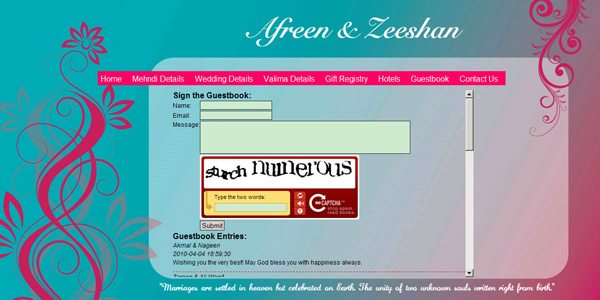 Afreen & Zeeshan
Home Mehndi Details Wedding Details Valima Details Gift Registry Hotels Guestbook Contact Us
Sign the Guestbook:
Name:
Email:
Message:
numerous
Type the two words:
reCAPTCHA™
stop spam.
read books.
Submit
Guestbook Entries:
Akmal & Nageen
2010-04-04 18:59:30
Wishing you the very best! May God bless you with happiness always.
"Marriages are settled in heaven but celebrated on Earth. The unity of two unknown souls written right from birth."